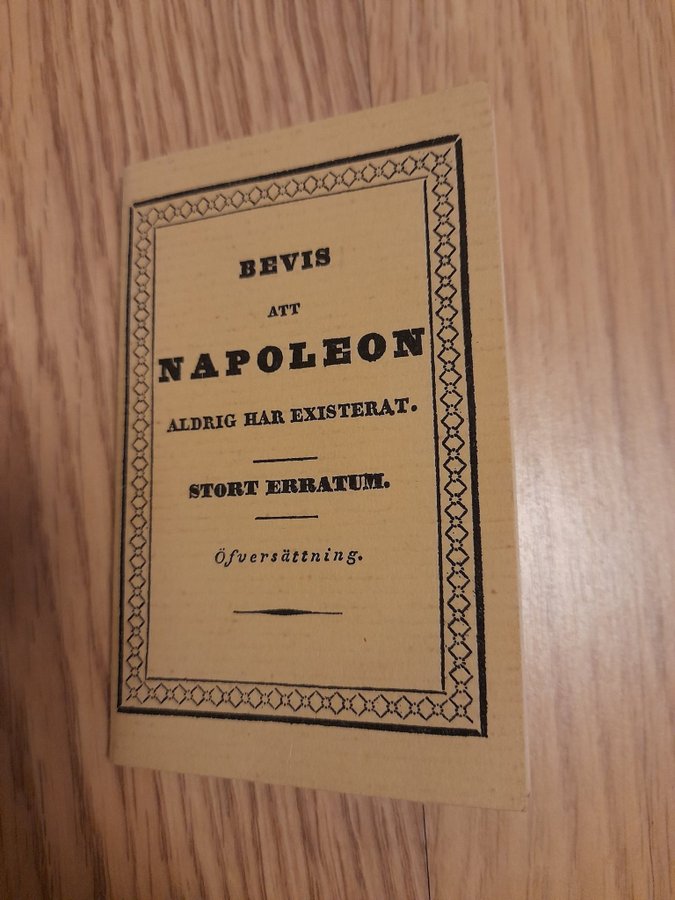 BEVIS
ATT
NAPOLEON
ALDRIG HAR EXISTERAT.
STORT ERRATUM.
Öfversättning.